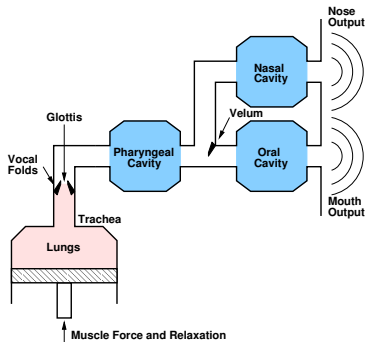 Nose
Output
Nasal
Cavity
Glottis
Velum
Vocal
Folds
Pharyngeal
Cavity
Oral
Cavity
Mouth
Output
Trachea
Lungs
Muscle Force and Relaxation